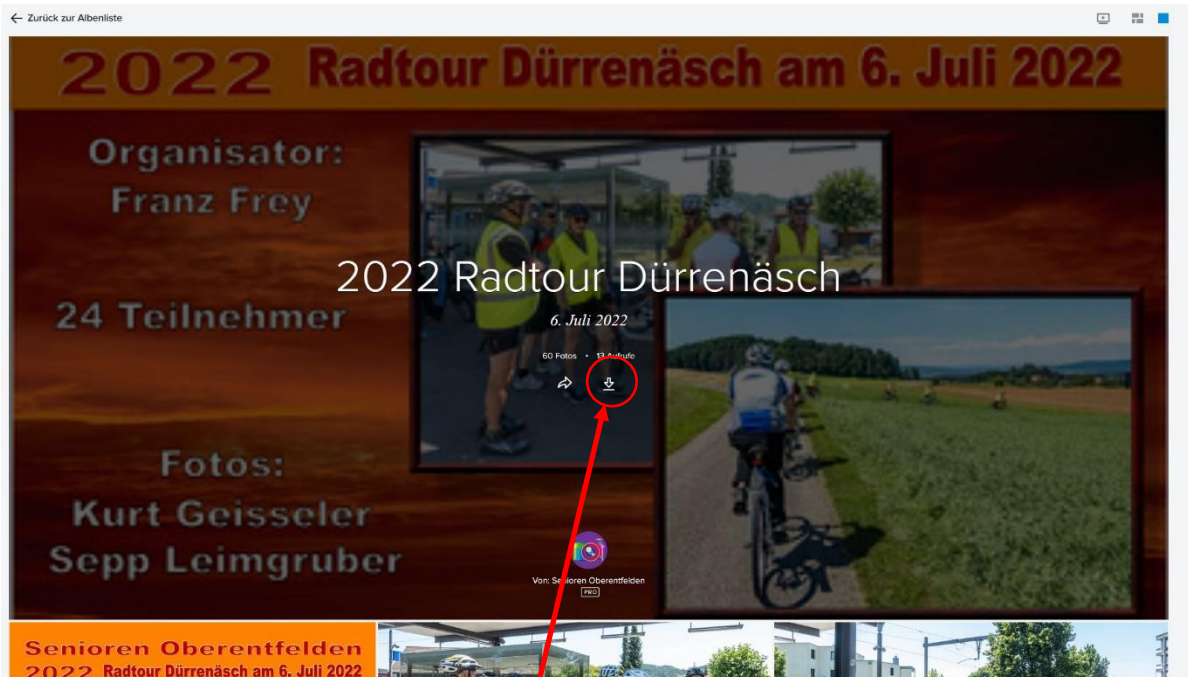 Zurück zur Albenliste
2022 Radtour Dürrenäsch am 6. Juli 2022
Organisator:
Franz Frey
2022 Radtour Dürrenäsch
24 Teilnehmer
6. Juli 2022
60 Fotos • 13 Aufrufe
Fotos:
Kurt Geisseler
Sepp Leimgruber
Von: Senioren Oberentfelden
PRO
Senioren Oberentfelden
2022 Radtour Dürrenäsch am 6. Juli 2022